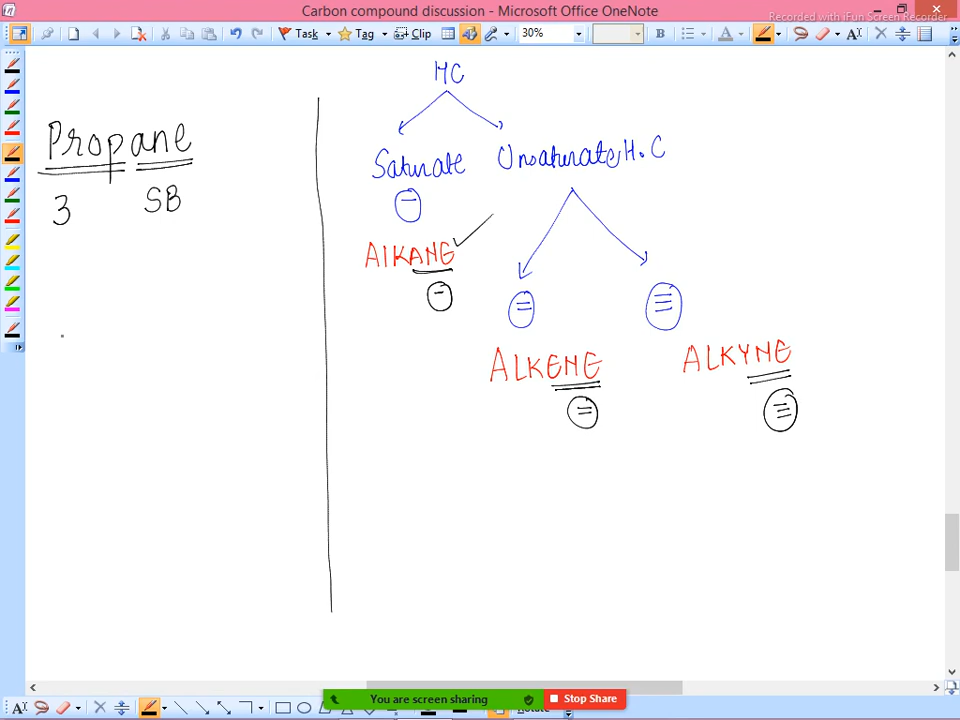 Carbon compound discussion - Microsoft Office OneNote
Recorded with iFun Screen Recorder
Task Tag Clip 30% B A
HC
Propane
3 SB
Saturate Unsaturate H.C
AlKANE
ALKENE ALKYNE
You are screen sharing Stop Share
Rotate